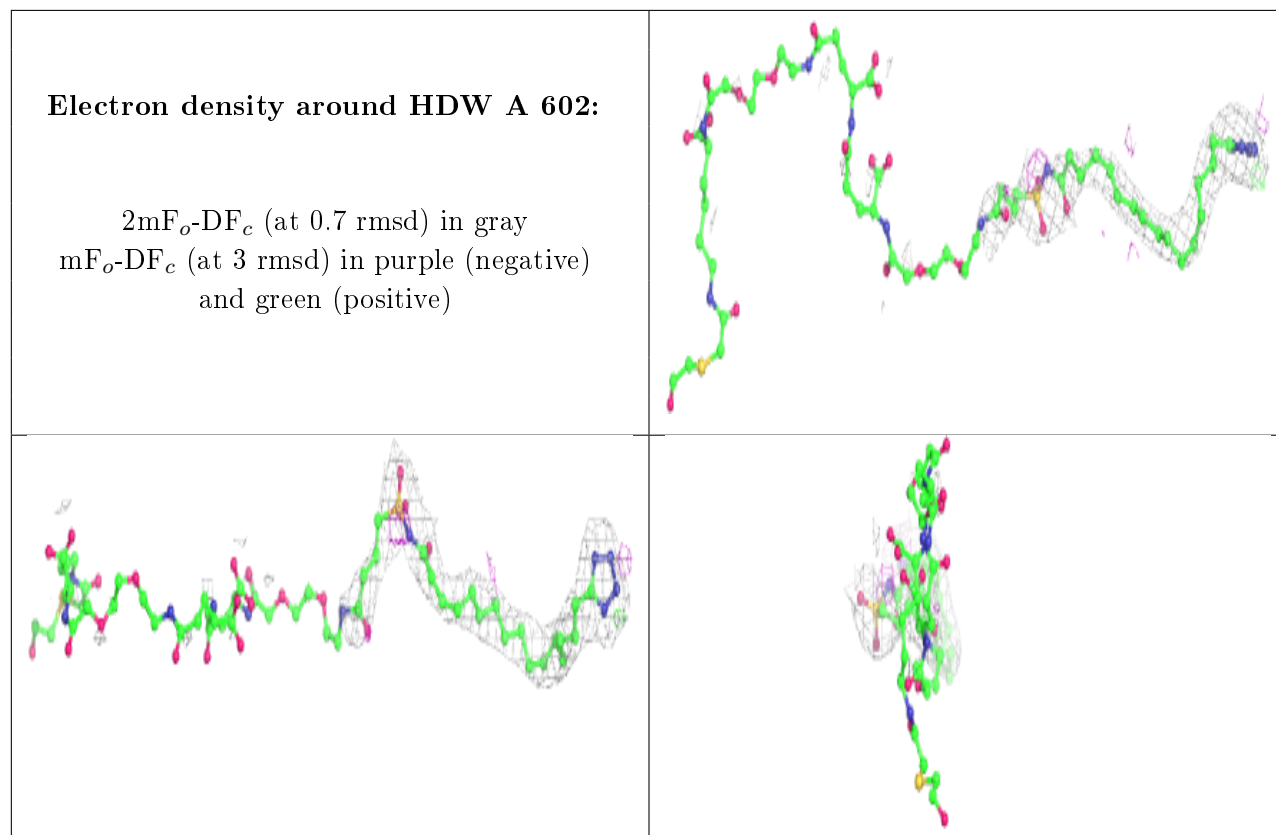 Electron density around HDW A 602:
2mFo-DFc (at 0.7 rmsd) in gray
mFo-DFc (at 3 rmsd) in purple (negative)
and green (positive)